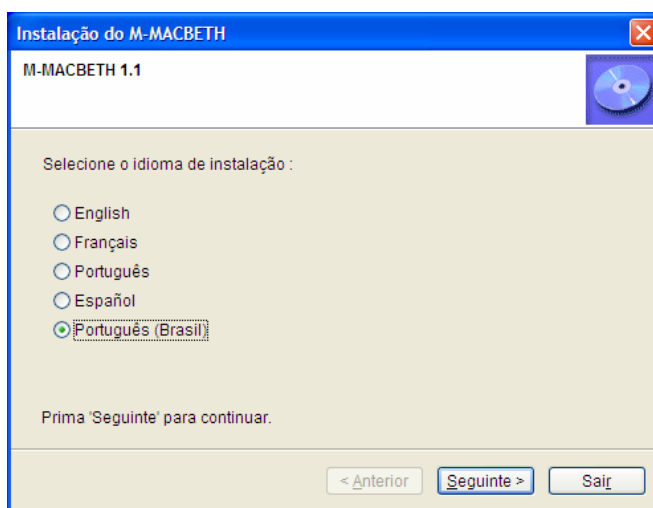 Instalação do M-MACBETH
M-MACBETH 1.1
Selecione o idioma de instalação :
English
Français
Português
Español
Português (Brasil)
Prima 'Seguinte' para continuar.
< Anterior Seguinte > Sair